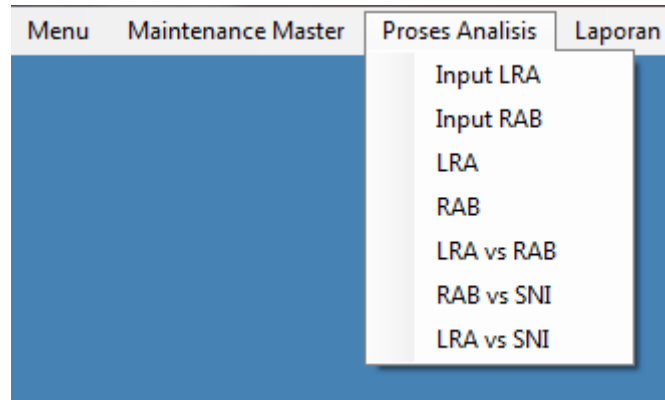 Menu Maintenance Master Proses Analisis Laporan
Input LRA
Input RAB
LRA
RAB
LRA vs RAB
RAB vs SNI
LRA vs SNI